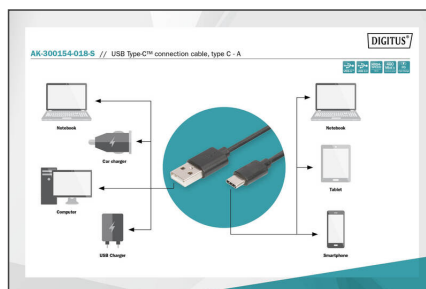 DIGITUS®
AK-300154-018-S // USB Type-C™ connection cable, type C - A
Notebook
Car charger
Computer
USB Charger
Notebook
Tablet
Smartphone